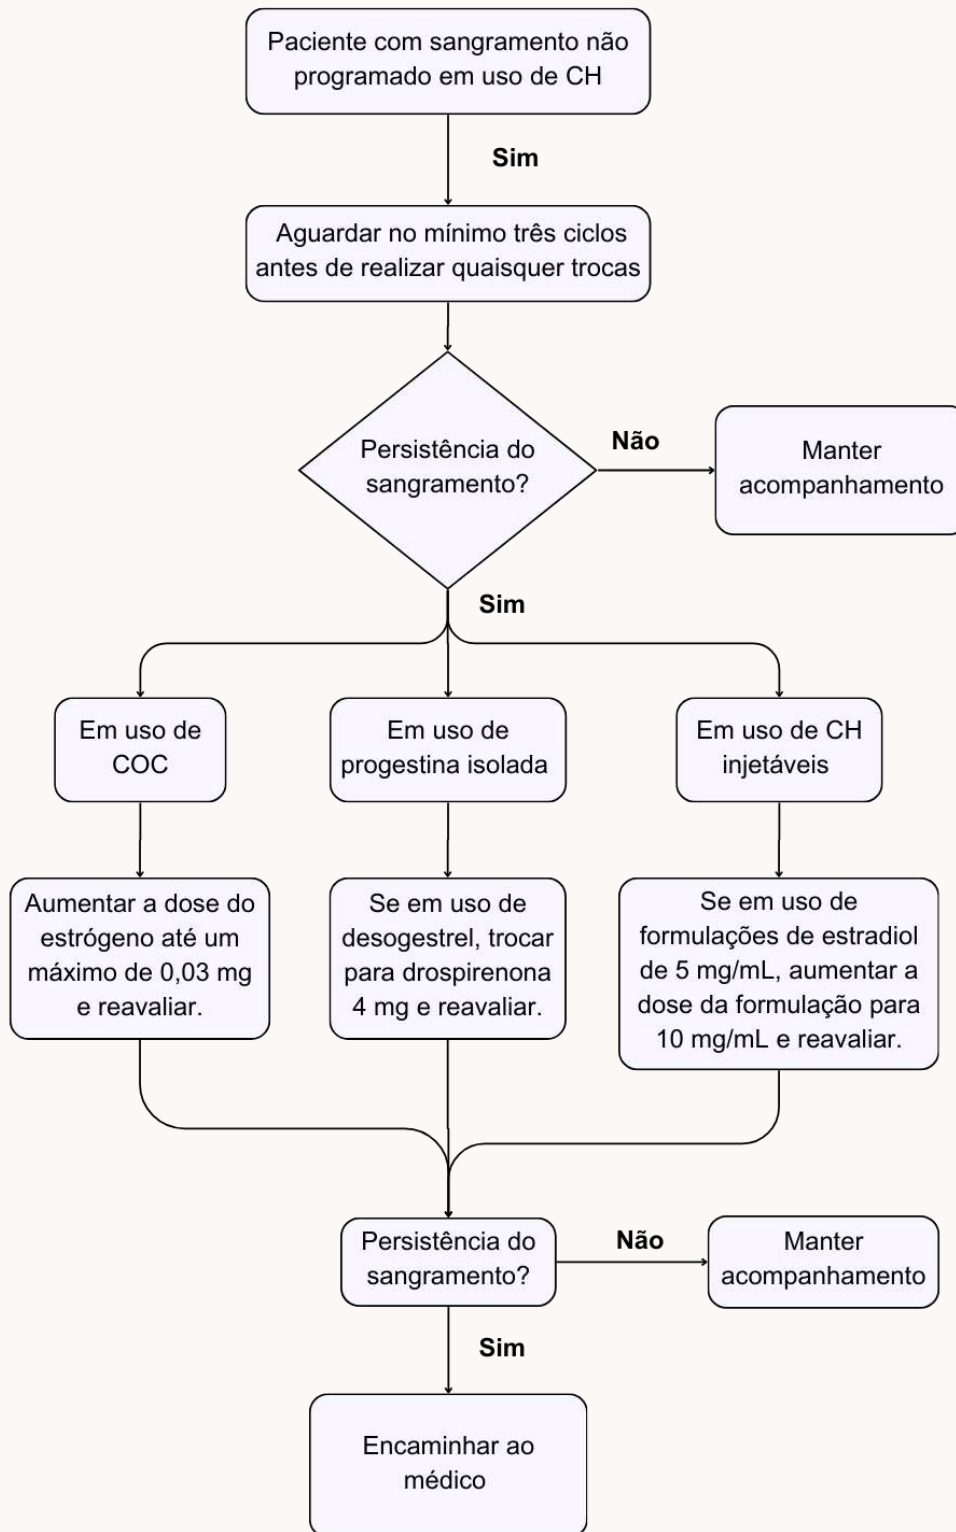 Paciente com sangramento não
programado em uso de CH
Sim
Aguardar no mínimo três ciclos
antes de realizar quaisquer trocas
Persistência do
sangramento?
Não
Manter
acompanhamento
Sim
Em uso de
COC
Em uso de
progestina isolada
Em uso de CH
injetáveis
Aumentar a dose do
estrógeno até um
máximo de 0,03 mg
e reavaliar.
Se em uso de
desogestrel, trocar
para drospirenona
4 mg e reavaliar.
Se em uso de
formulações de estradiol
de 5 mg/mL, aumentar a
dose da formulação para
10 mg/mL e reavaliar.
Persistência do
sangramento?
Não
Manter
acompanhamento
Sim
Encaminhar ao
médico